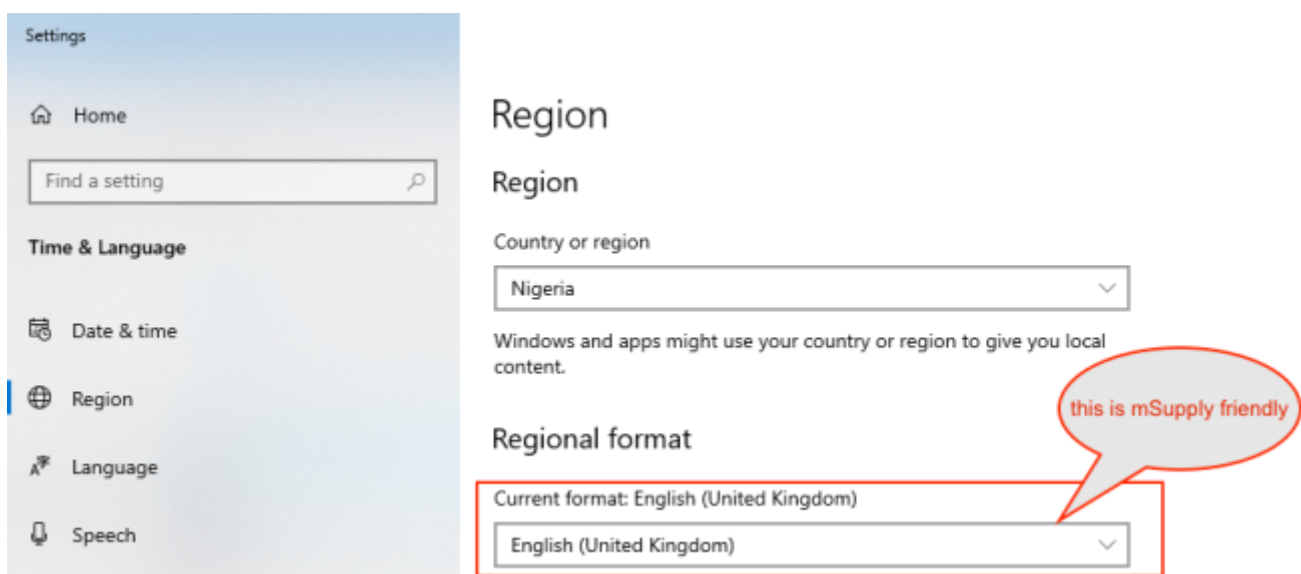 Settings
Home
Find a setting
Time & Language
Date & time
Region
Language
Speech
Region
Region
Country or region
Nigeria
Windows and apps might use your country or region to give you local
content.
this is mSupply friendly
Regional format
Current format: English (United Kingdom)
English (United Kingdom)